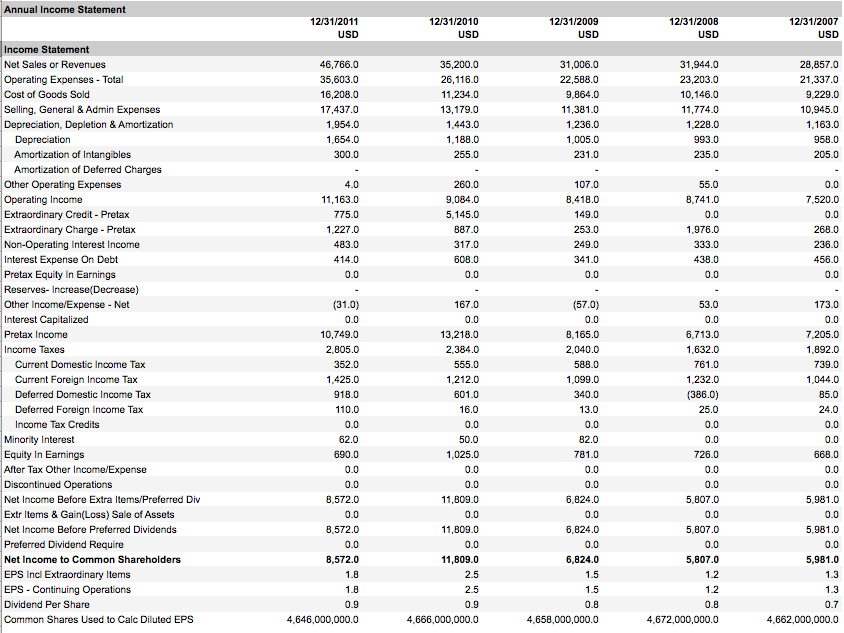 Annual Income Statement
12/31/2011 12/31/2010 12/31/2009 12/31/2008 12/31/2007
USD USD USD USD USD
Income Statement
Net Sales or Revenues 46,766.0 35,200.0 31,006.0 31,944.0 28,857.0
Operating Expenses - Total 35,603.0 26,116.0 22,588.0 23,203.0 21,337.0
Cost of Goods Sold 16,208.0 11,234.0 9,864.0 10,146.0 9,229.0
Selling, General & Admin Expenses 17,437.0 13,179.0 11,381.0 11,774.0 10,945.0
Depreciation, Depletion & Amortization 1,954.0 1,443.0 1,236.0 1,228.0 1,163.0
Depreciation 1,654.0 1,188.0 1,005.0 993.0 958.0
Amortization of Intangibles 300.0 255.0 231.0 235.0 205.0
Amortization of Deferred Charges - - - - -
Other Operating Expenses 4.0 260.0 107.0 55.0 0.0
Operating Income 11,163.0 9,084.0 8,418.0 8,741.0 7,520.0
Extraordinary Credit - Pretax 775.0 5,145.0 149.0 0.0 0.0
Extraordinary Charge - Pretax 1,227.0 887.0 253.0 1,976.0 268.0
Non-Operating Interest Income 483.0 317.0 249.0 333.0 236.0
Interest Expense On Debt 414.0 608.0 341.0 438.0 456.0
Pretax Equity In Earnings 0.0 0.0 0.0 0.0 0.0
Reserves- Increase(Decrease) - - - - -
Other Income/Expense - Net (31.0) 167.0 (57.0) 53.0 173.0
Interest Capitalized 0.0 0.0 0.0 0.0 0.0
Pretax Income 10,749.0 13,218.0 8,165.0 6,713.0 7,205.0
Income Taxes 2,805.0 2,384.0 2,040.0 1,632.0 1,892.0
Current Domestic Income Tax 352.0 555.0 588.0 761.0 739.0
Current Foreign Income Tax 1,425.0 1,212.0 1,099.0 1,232.0 1,044.0
Deferred Domestic Income Tax 918.0 601.0 340.0 (386.0) 85.0
Deferred Foreign Income Tax 110.0 16.0 13.0 25.0 24.0
Income Tax Credits 0.0 0.0 0.0 0.0 0.0
Minority Interest 62.0 50.0 82.0 0.0 0.0
Equity In Earnings 690.0 1,025.0 781.0 726.0 668.0
After Tax Other Income/Expense 0.0 0.0 0.0 0.0 0.0
Discontinued Operations 0.0 0.0 0.0 0.0 0.0
Net Income Before Extra Items/Preferred Div 8,572.0 11,809.0 6,824.0 5,807.0 5,981.0
Extr Items & Gain(Loss) Sale of Assets 0.0 0.0 0.0 0.0 0.0
Net Income Before Preferred Dividends 8,572.0 11,809.0 6,824.0 5,807.0 5,981.0
Preferred Dividend Require 0.0 0.0 0.0 0.0 0.0
Net Income to Common Shareholders 8,572.0 11,809.0 6,824.0 5,807.0 5,981.0
EPS Incl Extraordinary Items 1.8 2.5 1.5 1.2 1.3
EPS - Continuing Operations 1.8 2.5 1.5 1.2 1.3
Dividend Per Share 0.9 0.9 0.8 0.8 0.7
Common Shares Used to Calc Diluted EPS 4,646,000,000.0 4,666,000,000.0 4,658,000,000.0 4,672,000,000.0 4,662,000,000.0